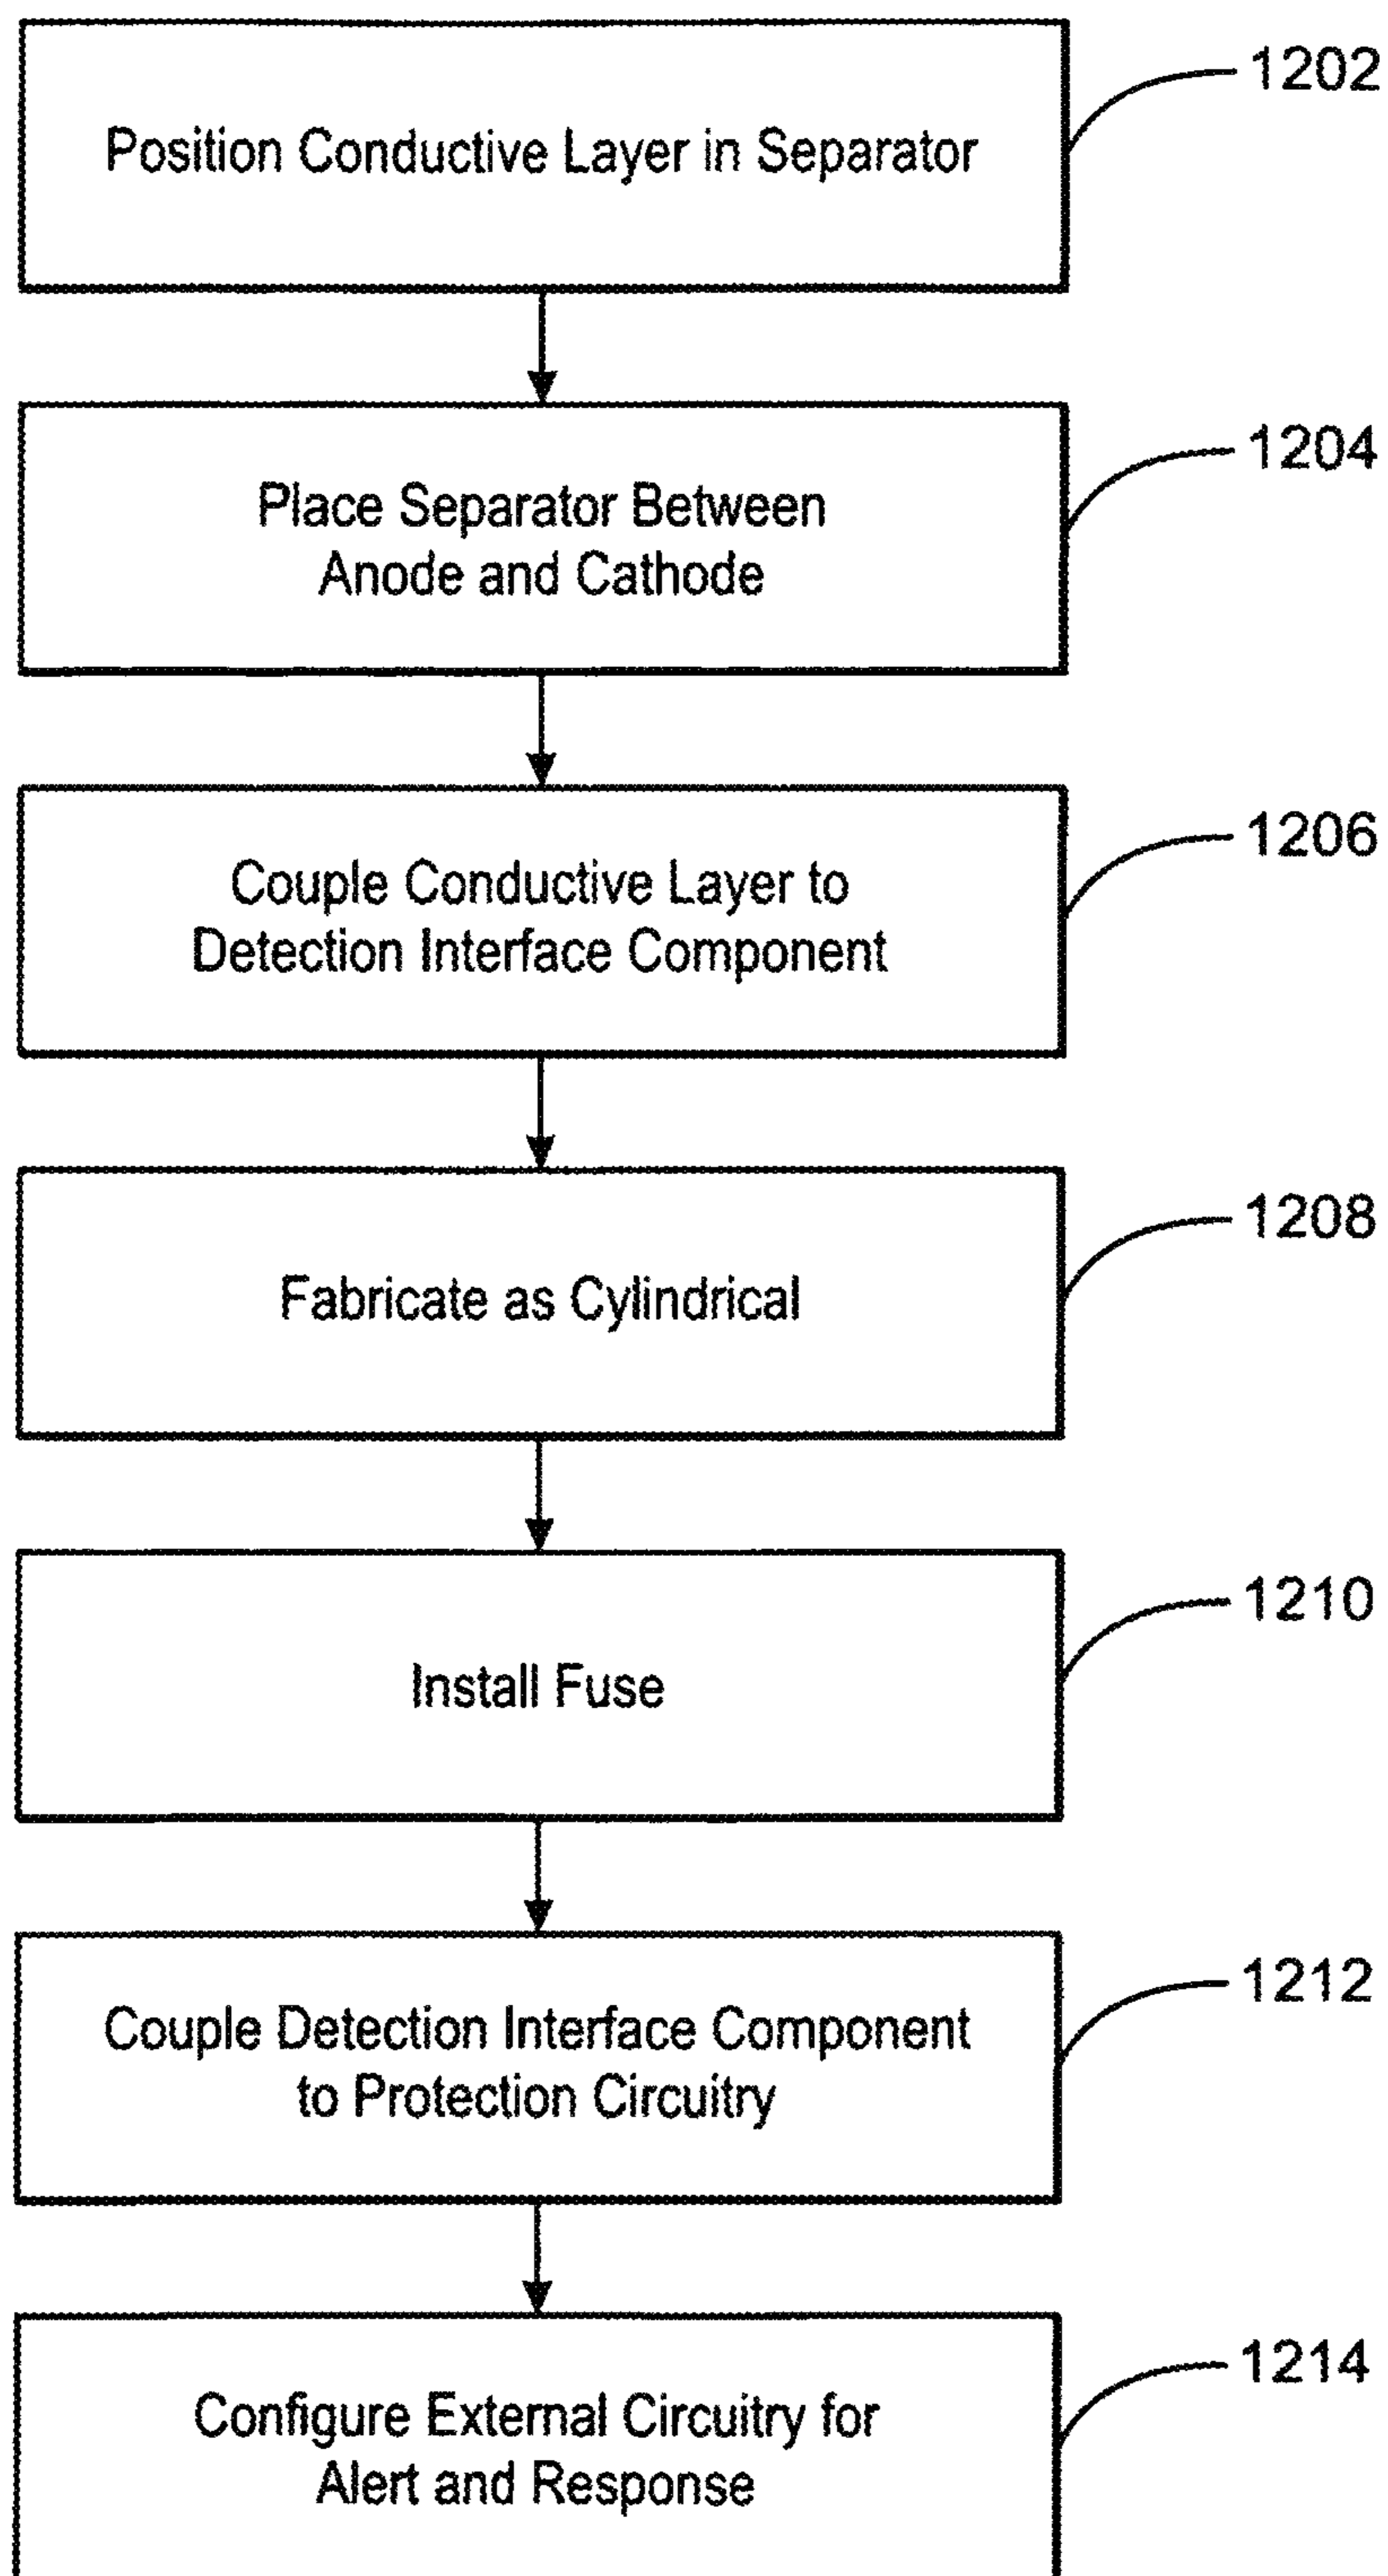 Position Conductive Layer in Separator
1202
Place Separator Between
Anode and Cathode
1204
Couple Conductive Layer to
Detection Interface Component
1206
Fabricate as Cylindrical
1208
Install Fuse
1210
Couple Detection Interface Component
to Protection Circuitry
1212
Configure External Circuitry for
Alert and Response
1214